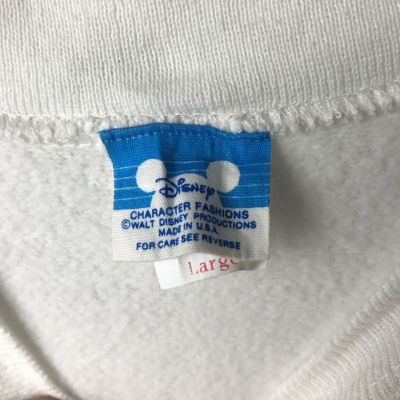 Disney
CHARACTER FASHIONS
©WALT DISNEY PRODUCTIONS
MADE IN U.S.A.
FOR CARE SEE REVERSE
Large